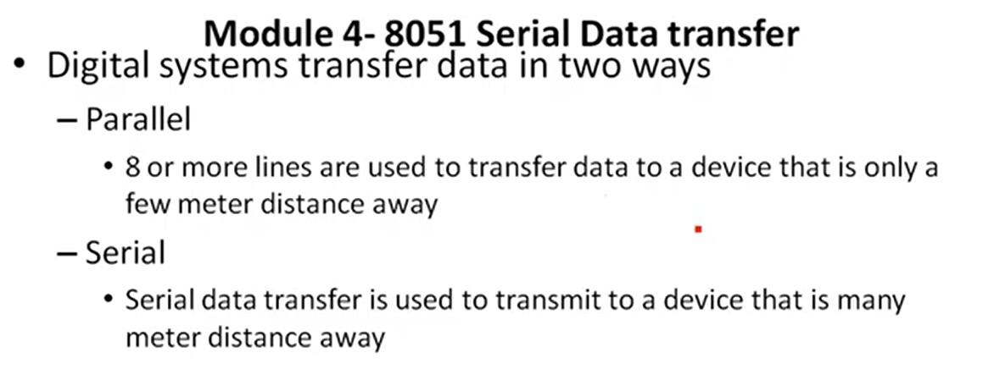 Module 4- 8051 Serial Data transfer
• Digital systems transfer data in two ways
– Parallel
• 8 or more lines are used to transfer data to a device that is only a
few meter distance away
– Serial
• Serial data transfer is used to transmit to a device that is many
meter distance away